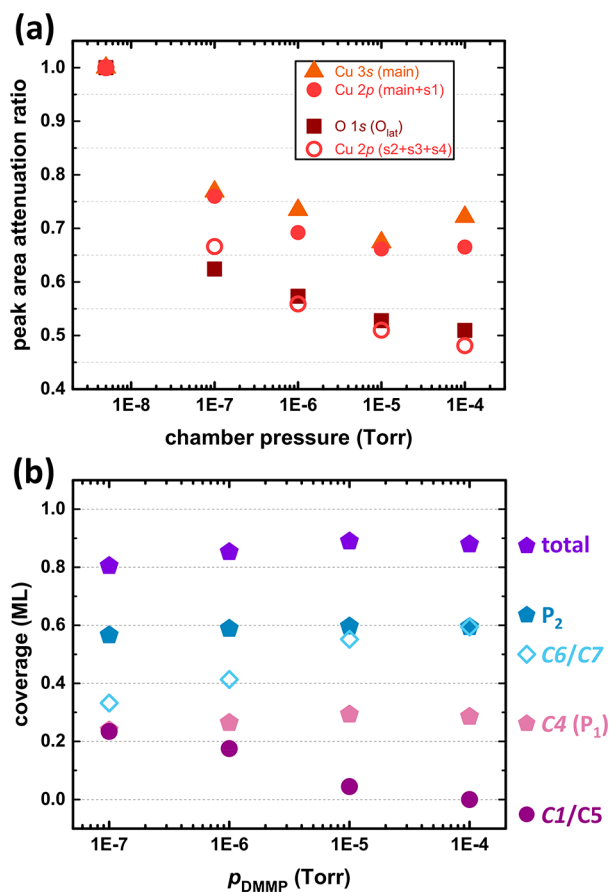 (a)
peak area attenuation ratio
1.0
0.9
0.8
0.7
0.6
0.5
0.4
Cu 3s (main)
Cu 2p (main+s1)
O 1s (Olat)
Cu 2p (s2+s3+s4)
1E-8 1E-7 1E-6 1E-5 1E-4
chamber pressure (Torr)
(b)
coverage (ML)
1.0
0.8
0.6
0.4
0.2
0.0
total
P2
C6/C7
C4 (P1)
C1/C5
1E-7 1E-6 1E-5 1E-4
pDMMP (Torr)